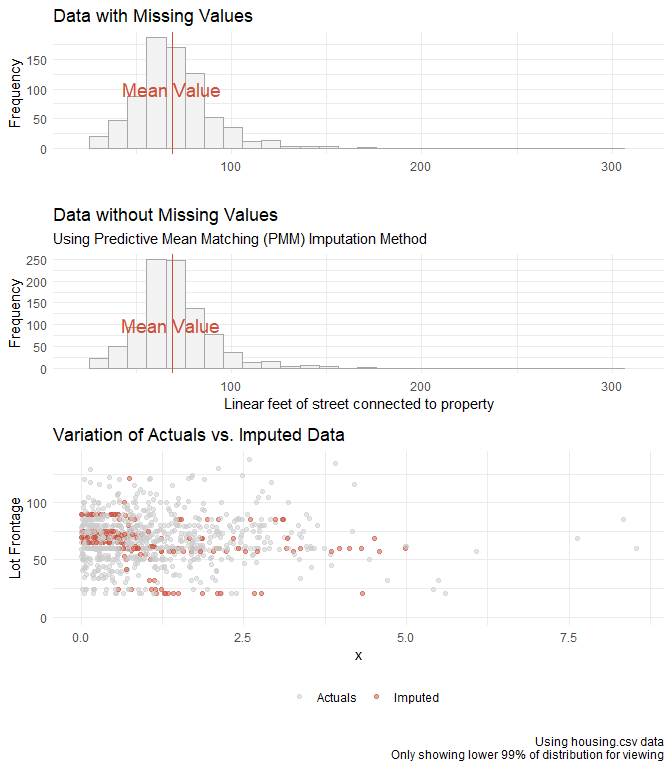 Data with Missing Values
Frequency
150
100
50
0
Mean Value
100
200
300
Data without Missing Values
Using Predictive Mean Matching (PMM) Imputation Method
Frequency
250
200
150
100
50
0
Mean Value
100
200
300
Linear feet of street connected to property
Variation of Actuals vs. Imputed Data
Lot Frontage
100
50
0
0.0
2.5
5.0
7.5
x
Actuals
Imputed
Using housing.csv data
Only showing lower 99% of distribution for viewing